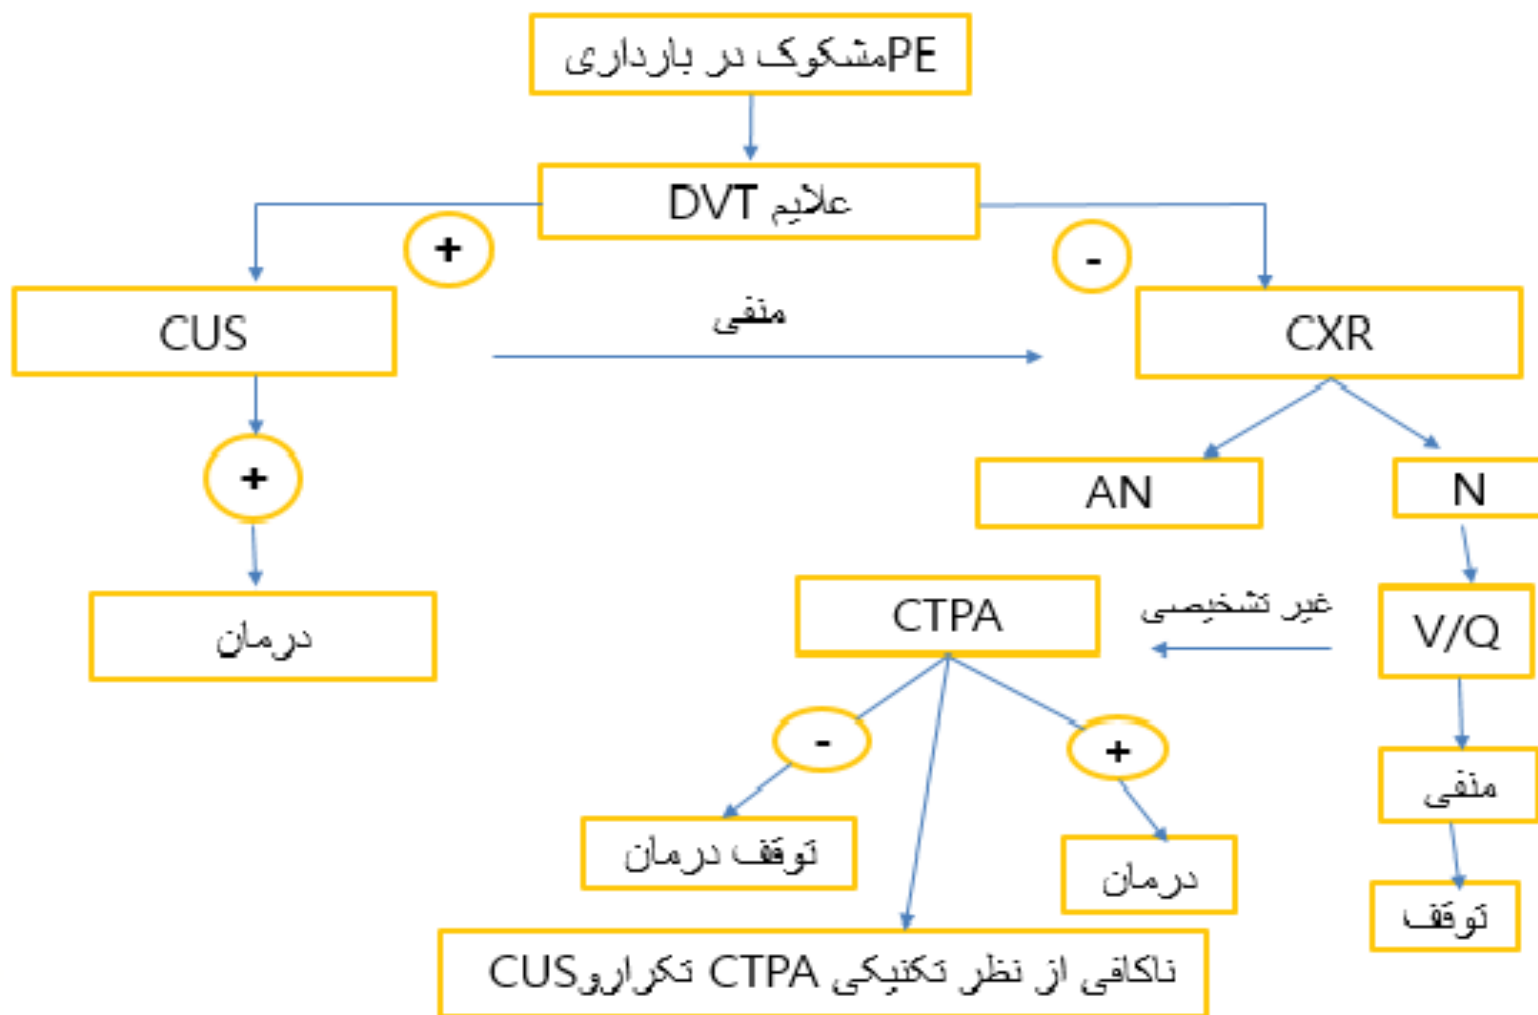 PEمشکوک در بارداری
علایم DVT
+
-
CUS
منفی
CXR
+
AN
N
درمان
CTPA
غیر تشخیصی
V/Q
-
+
منفی
توقف درمان
درمان
توقف
ناکافی از نظر تکنیکی CTPA تکراروCUS